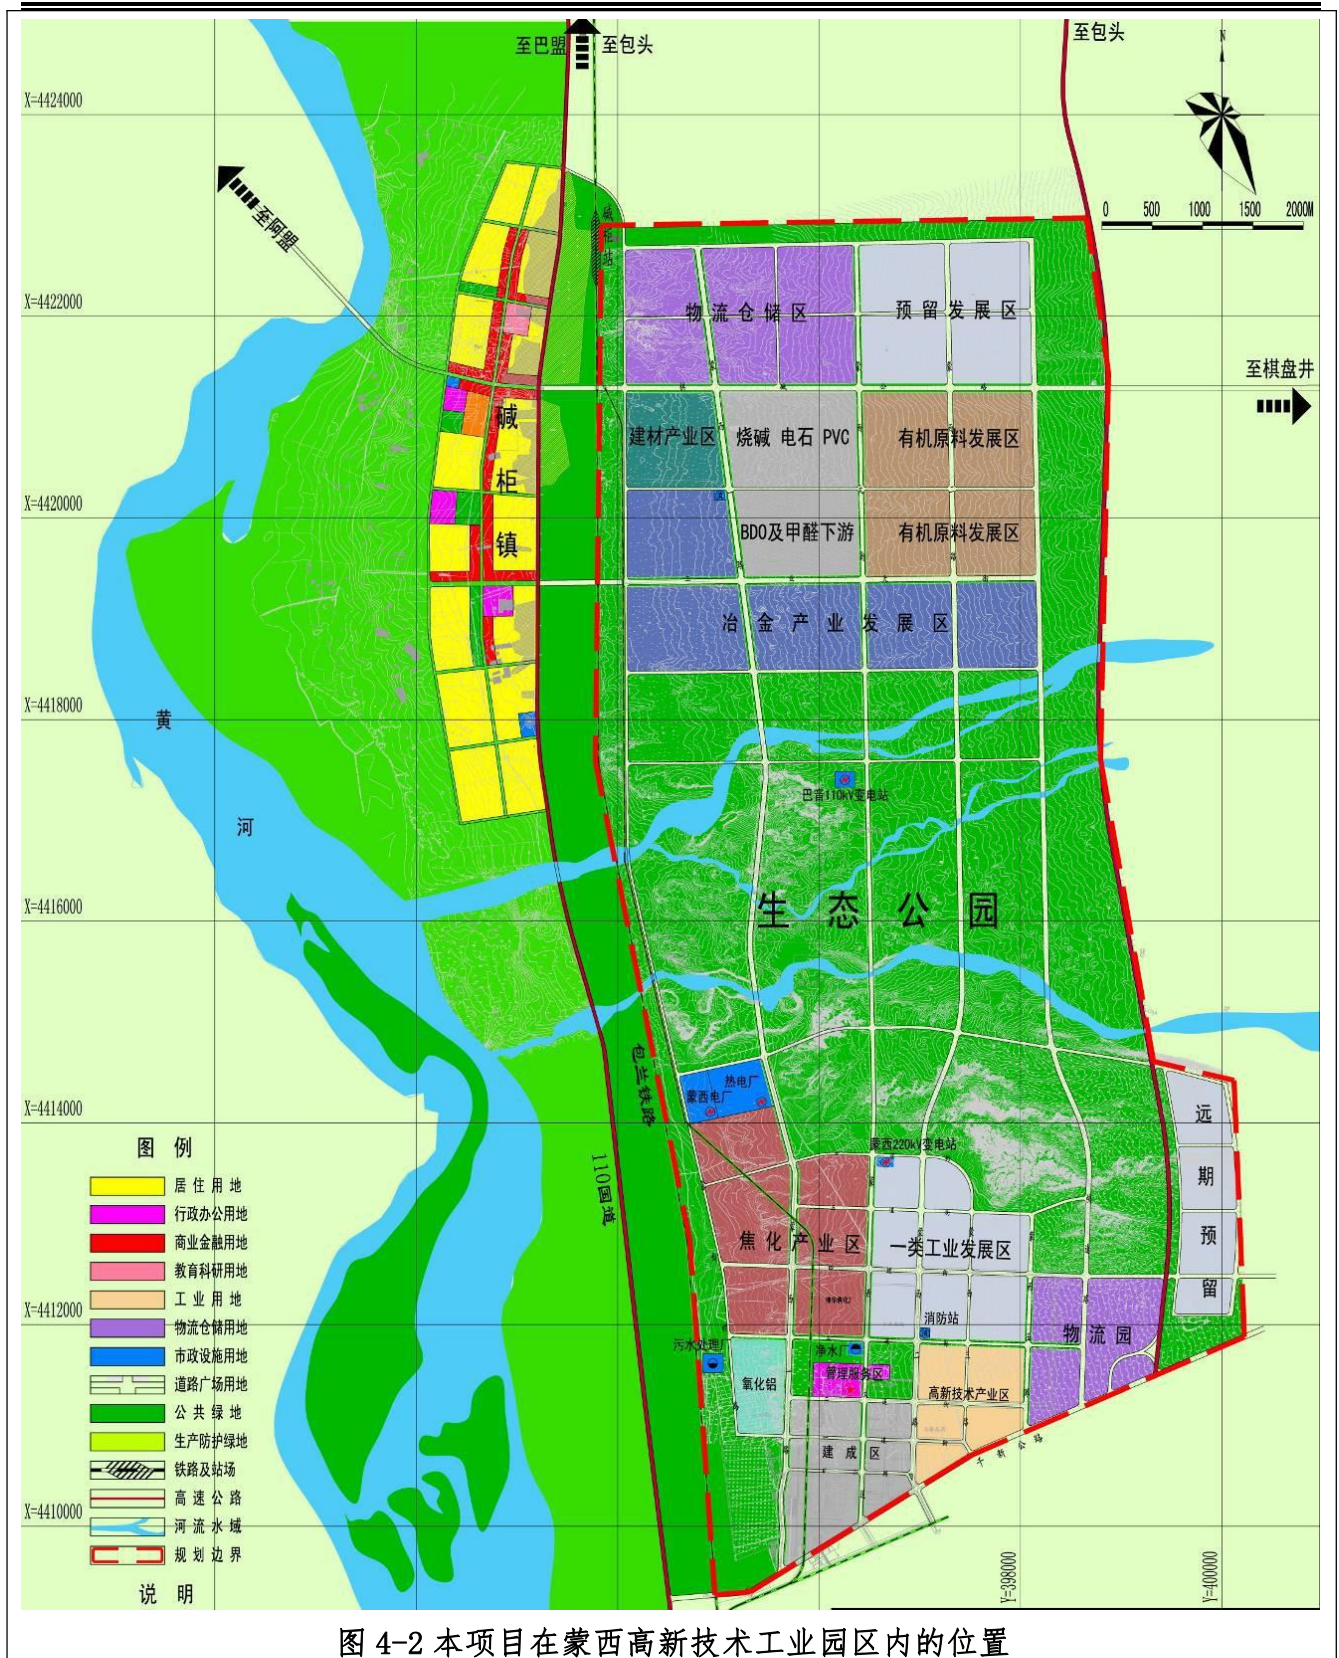 至巴盟
至包头
至包头
N
X=4424000
至阿盟
碱柜站
0 500 1000 1500 2000M
X=4422000
物流仓储区
预留发展区
至棋盘井
碱柜镇
建材产业区
烧碱 电石 PVC
有机原料发展区
X=4420000
BDO及甲醛下游
有机原料发展区
冶金产业发展区
X=4418000
黄河
巴音110kV变电站
X=4416000
生态公园
包兰铁路
热电厂
蒙西电厂
X=4414000
远期预留
蒙西220kV变电站
110国道
焦化产业区
一类工业发展区
X=4412000
消防站
物流园
污水处理厂
净水厂
管理服务区
氧化铝
高新技术产业区
建成区
千新公路
X=4410000
Y=398000
Y=400000
图例
居住用地
行政办公用地
商业金融用地
教育科研用地
工业用地
物流仓储用地
市政设施用地
道路广场用地
公共绿地
生产防护绿地
铁路及站场
高速公路
河流水域
规划边界
说明
图 4-2 本项目在蒙西高新技术工业园区内的位置